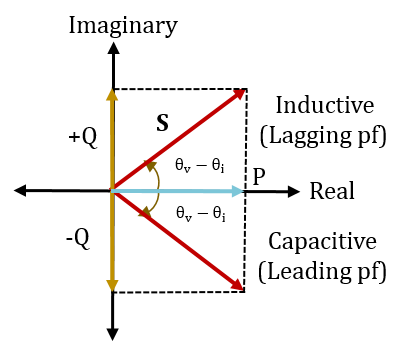 Imaginary
Inductive
(Lagging pf)
S
+Q
θv − θi
P
Real
θv − θi
-Q
Capacitive
(Leading pf)